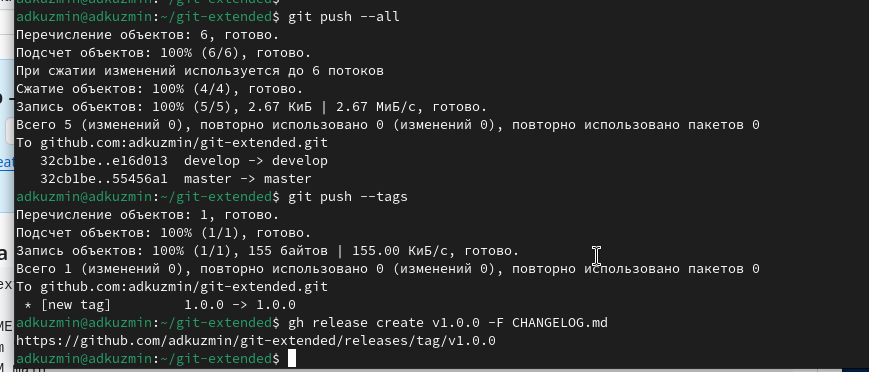 adkuzmin@adkuzmin:~/git-extended$ git push --all
Перечисление объектов: 6, готово.
Подсчет объектов: 100% (6/6), готово.
При сжатии изменений используется до 6 потоков
Сжатие объектов: 100% (4/4), готово.
Запись объектов: 100% (5/5), 2.67 КиБ | 2.67 МиБ/с, готово.
Всего 5 (изменений 0), повторно использовано 0 (изменений 0), повторно использовано пакетов 0
To github.com:adkuzmin/git-extended.git
   32cb1be..e16d013  develop -> develop
   32cb1be..55456a1  master -> master
adkuzmin@adkuzmin:~/git-extended$ git push --tags
Перечисление объектов: 1, готово.
Подсчет объектов: 100% (1/1), готово.
Запись объектов: 100% (1/1), 155 байтов | 155.00 КиБ/с, готово.
Всего 1 (изменений 0), повторно использовано 0 (изменений 0), повторно использовано пакетов 0
To github.com:adkuzmin/git-extended.git
 * [new tag]         1.0.0 -> 1.0.0
adkuzmin@adkuzmin:~/git-extended$ gh release create v1.0.0 -F CHANGELOG.md
https://github.com/adkuzmin/git-extended/releases/tag/v1.0.0
adkuzmin@adkuzmin:~/git-extended$